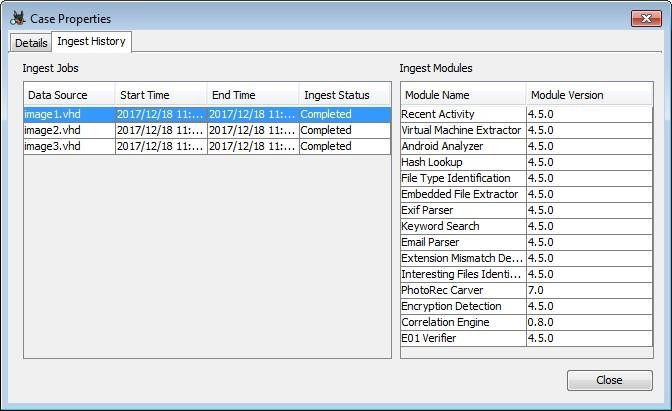 Case Properties
Details Ingest History
Ingest Jobs
Data Source Start Time End Time Ingest Status
image1.vhd 2017/12/18 11:... 2017/12/18 11:... Completed
image2.vhd 2017/12/18 11:... 2017/12/18 11:... Completed
image3.vhd 2017/12/18 11:... 2017/12/18 11:... Completed
Ingest Modules
Module Name Module Version
Recent Activity 4.5.0
Virtual Machine Extractor 4.5.0
Android Analyzer 4.5.0
Hash Lookup 4.5.0
File Type Identification 4.5.0
Embedded File Extractor 4.5.0
Exif Parser 4.5.0
Keyword Search 4.5.0
Email Parser 4.5.0
Extension Mismatch De... 4.5.0
Interesting Files Identi... 4.5.0
PhotoRec Carver 7.0
Encryption Detection 4.5.0
Correlation Engine 0.8.0
E01 Verifier 4.5.0
Close